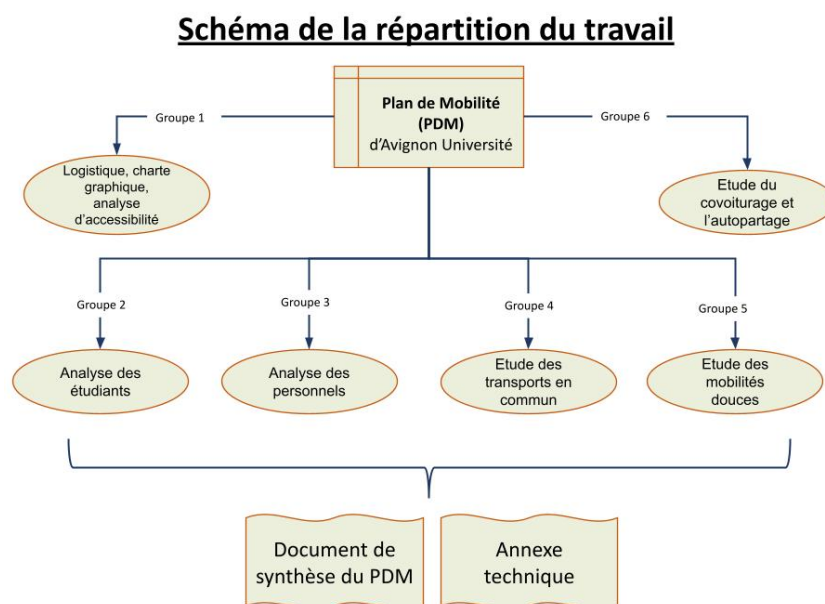 Schéma de la répartition du travail
Plan de Mobilité
(PDM)
d'Avignon Université
Groupe 1
Groupe 6
Logistique, charte
graphique,
analyse
d'accessibilité
Etude du
covoiturage et
l'autopartage
Groupe 2
Groupe 3
Groupe 4
Groupe 5
Analyse des
étudiants
Analyse des
personnels
Etude des
transports en
commun
Etude des
mobilités
douces
Document de
synthèse du PDM
Annexe
technique